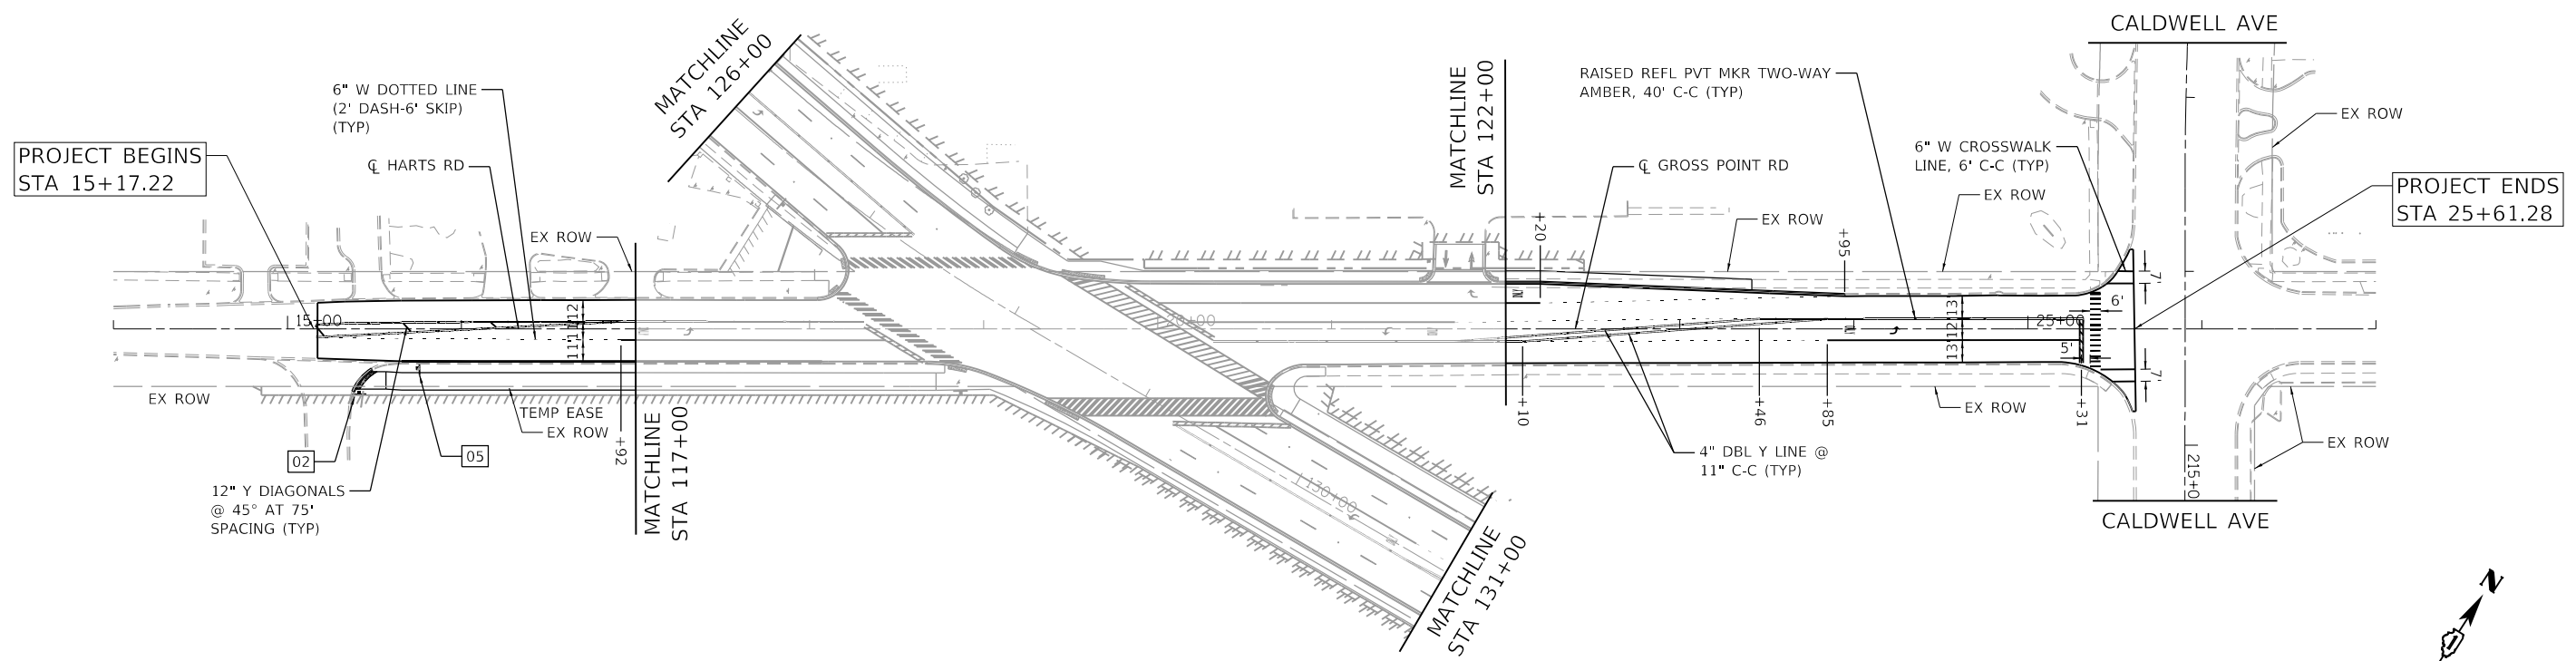 CALDWELL AVE
MATCHLINE
STA 126+00
6" W DOTTED LINE
(2' DASH-6' SKIP)
(TYP)
PROJECT BEGINS
STA 15+17.22
℄ HARTS RD
EX ROW
MATCHLINE
STA 122+00
RAISED REFL PVT MKR TWO-WAY
AMBER, 40' C-C (TYP)
EX ROW
6" W CROSSWALK
LINE, 6' C-C (TYP)
℄ GROSS POINT RD
EX ROW
EX ROW
PROJECT ENDS
STA 25+61.28
+20
+95
7'
6'
15+00
12
11
11
13'
12'
13'
25+00
5'
7'
EX ROW
TEMP EASE
EX ROW
02
05
+92
MATCHLINE
STA 117+00
12" Y DIAGONALS
@ 45° AT 75'
SPACING (TYP)
+10
+46
+85
+31
EX ROW
4" DBL Y LINE @
11" C-C (TYP)
130+00
MATCHLINE
STA 131+00
215+0
EX ROW
CALDWELL AVE
N